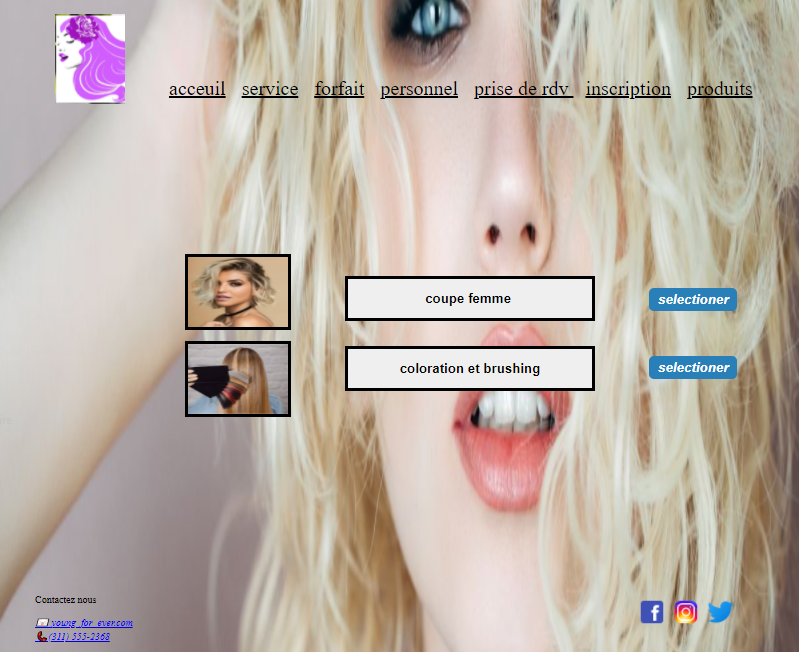 acceuil service forfait personnel prise de rdv inscription produits
coupe femme selectioner
coloration et brushing selectioner
Contactez nous
young_for_ever.com
(311) 555-2368